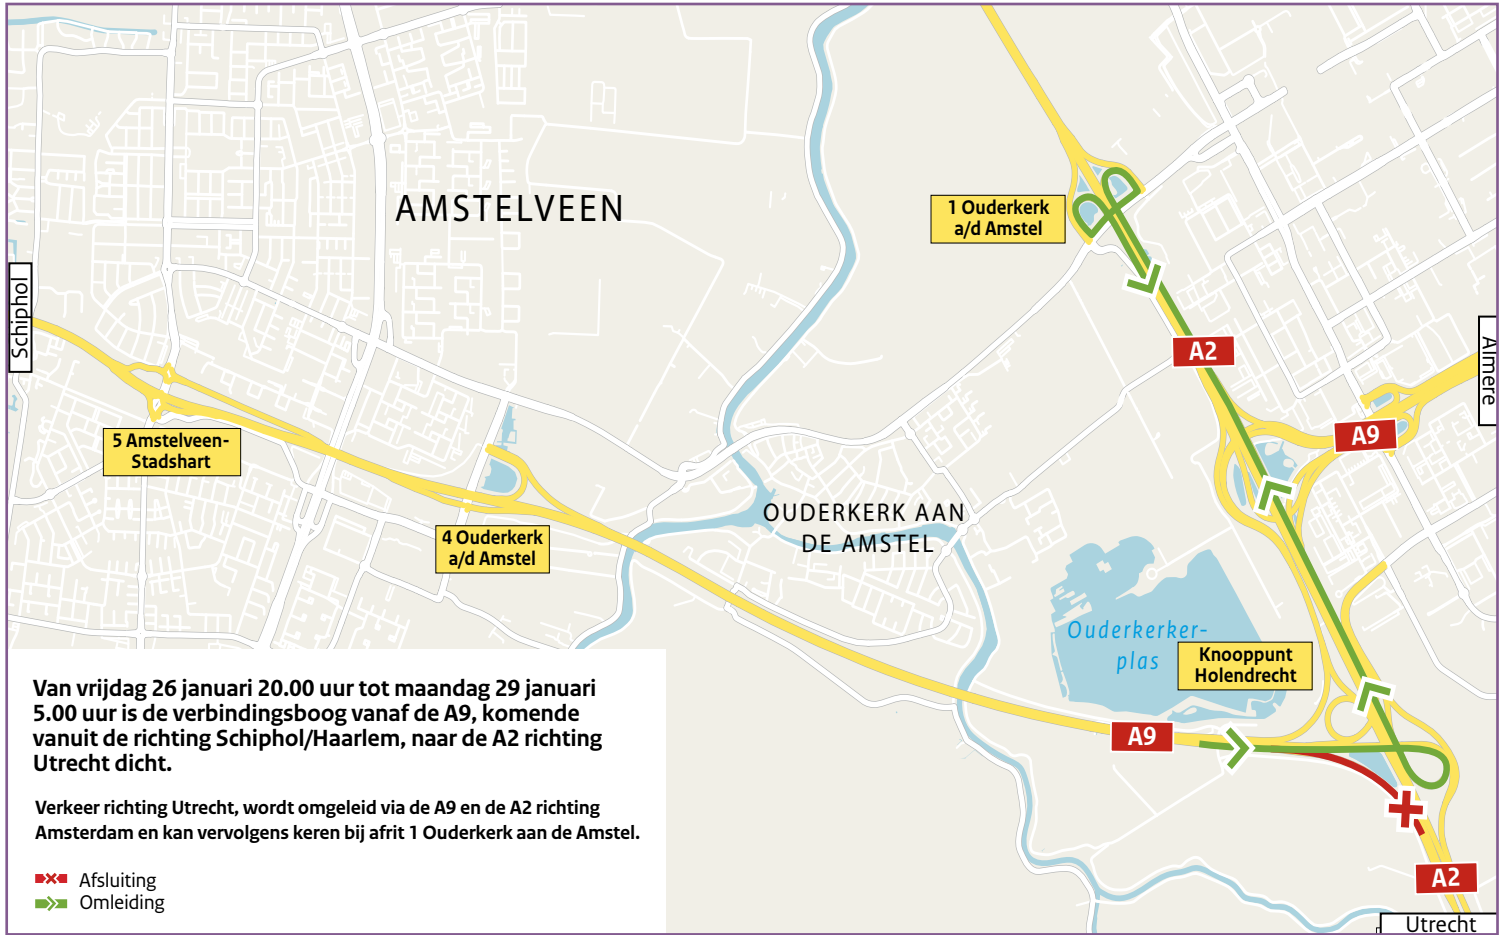 AMSTELVEEN
1 Ouderkerk
a/d Amstel
Schiphol
A2
Almere
A9
5 Amstelveen-
Stadshart
4 Ouderkerk
a/d Amstel
OUDERKERK AAN
DE AMSTEL
Ouderkerker-
plas
Knooppunt
Holendrecht
A9
A2
Utrecht
Van vrijdag 26 januari 20.00 uur tot maandag 29 januari
5.00 uur is de verbindingsboog vanaf de A9, komende
vanuit de richting Schiphol/Haarlem, naar de A2 richting
Utrecht dicht.
Verkeer richting Utrecht, wordt omgeleid via de A9 en de A2 richting
Amsterdam en kan vervolgens keren bij afrit 1 Ouderkerk aan de Amstel.
Afsluiting
Omleiding